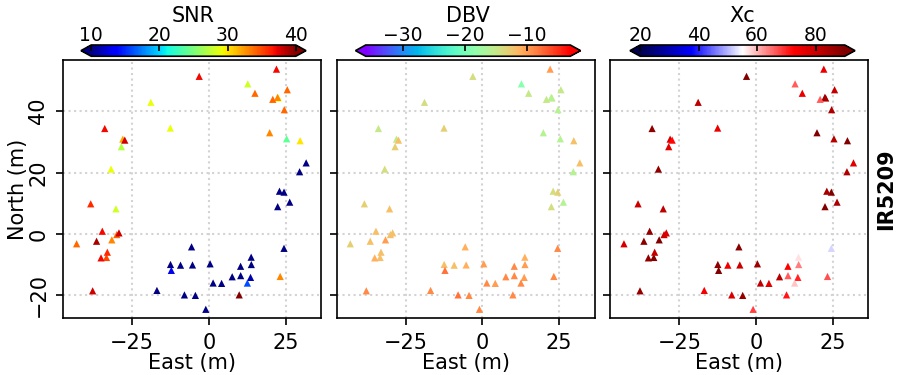 SNR DBV Xc
10 20 30 40 −30 −20 −10 20 40 60 80
40
20
0
−20
North (m)
IR5209
−25 0 25 −25 0 25 −25 0 25
East (m) East (m) East (m)